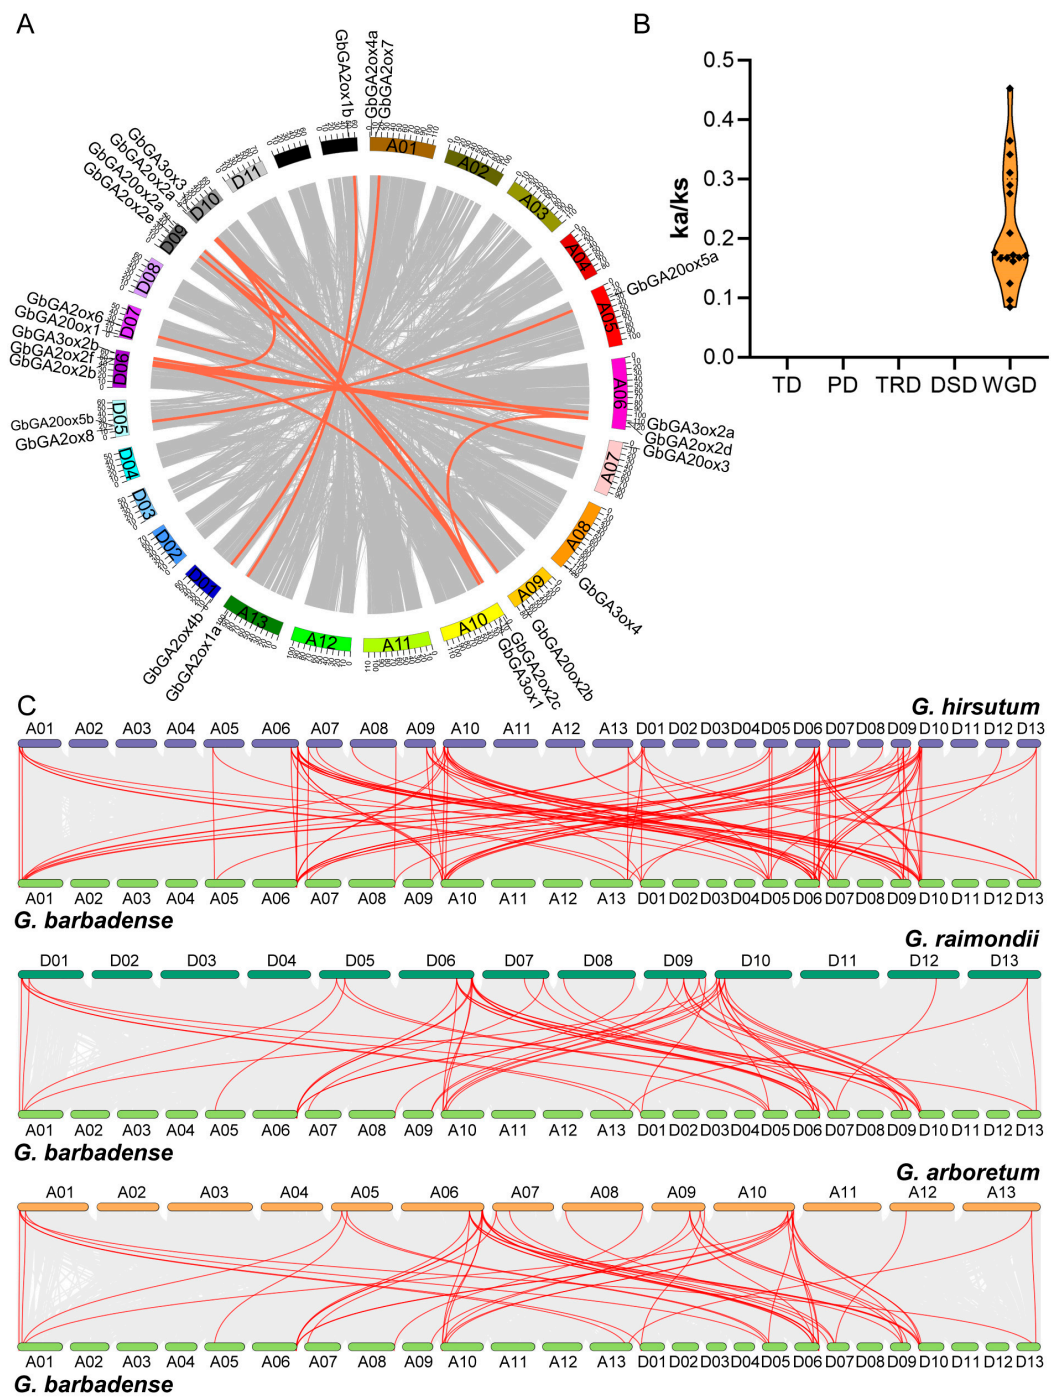 A
B
GbGA2ox1b
GbGA2ox4a
GbGA2ox7
GbGA3ox3
GbGA2ox2a
GbGA20ox2a
GbGA2ox2e
GbGA20ox5a
GbGA2ox6
GbGA20ox1
GbGA3ox2b
GbGA2ox2f
GbGA2ox2b
GbGA20ox5b
GbGA2ox8
GbGA3ox2a
GbGA2ox2d
GbGA20ox3
GbGA3ox4
GbGA20ox2b
GbGA2ox2c
GbGA3ox1
GbGA2ox4b
GbGA2ox1a
A01
A02
A03
A04
A05
A06
A07
A08
A09
A10
A11
A12
A13
D01
D02
D03
D04
D05
D06
D07
D08
D09
D10
D11
ka/ks
0.5
0.4
0.3
0.2
0.1
0.0
TD PD TRD DSD WGD
C
G. hirsutum
A01 A02 A03 A04 A05 A06 A07 A08 A09 A10 A11 A12 A13 D01 D02 D03 D04 D05 D06 D07 D08 D09 D10 D11 D12 D13
A01 A02 A03 A04 A05 A06 A07 A08 A09 A10 A11 A12 A13 D01 D02 D03 D04 D05 D06 D07 D08 D09 D10 D11 D12 D13
G. barbadense
G. raimondii
D01 D02 D03 D04 D05 D06 D07 D08 D09 D10 D11 D12 D13
A01 A02 A03 A04 A05 A06 A07 A08 A09 A10 A11 A12 A13 D01 D02 D03 D04 D05 D06 D07 D08 D09 D10 D11 D12 D13
G. barbadense
G. arboretum
A01 A02 A03 A04 A05 A06 A07 A08 A09 A10 A11 A12 A13
A01 A02 A03 A04 A05 A06 A07 A08 A09 A10 A11 A12 A13 D01 D02 D03 D04 D05 D06 D07 D08 D09 D10 D11 D12 D13
G. barbadense